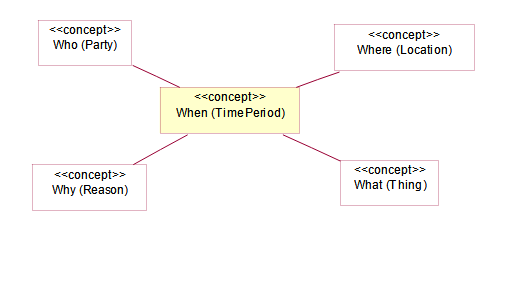 <<concept>>
Who (Party)
<<concept>>
Where (Location)
<<concept>>
When (TimePeriod)
<<concept>>
Why (Reason)
<<concept>>
What (Thing)